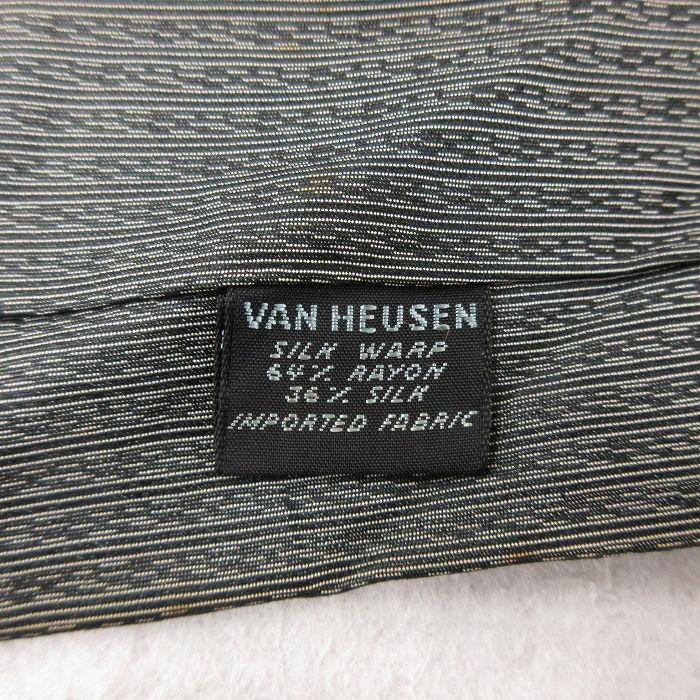 VAN HEUSEN
SILK WARP
64% RAYON
36% SILK
IMPORTED FABRIC